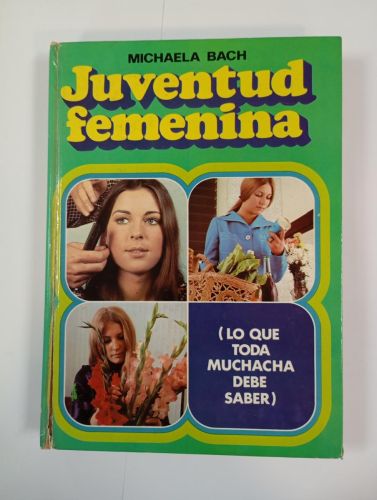 MICHAELA BACH
Juventud
femenina
(LO QUE
TODA
MUCHACHA
DEBE
SABER)